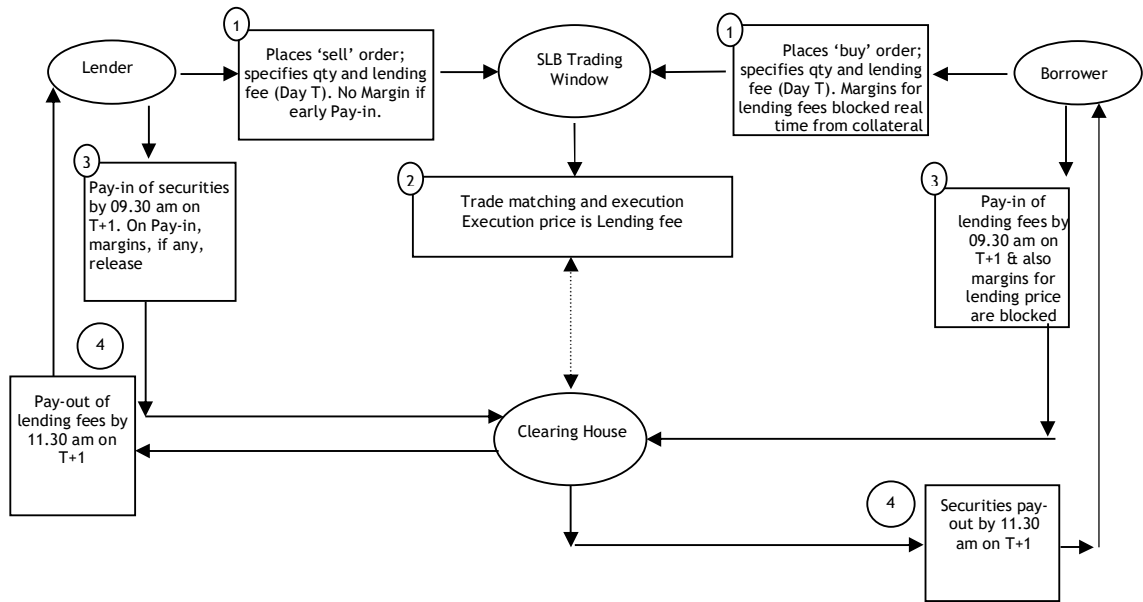 1
Places ‘sell’ order;
specifies qty and lending
fee (Day T). No Margin if
early Pay-in.
Lender
SLB Trading
Window
1
Places ‘buy’ order;
specifies qty and lending
fee (Day T). Margins for
lending fees blocked real
time from collateral
Borrower
3
Pay-in of securities
by 09.30 am on
T+1. On Pay-in,
margins, if any,
release
2
Trade matching and execution
Execution price is Lending fee
3
Pay-in of
lending fees by
09.30 am on
T+1 & also
margins for
lending price
are blocked
4
Pay-out of
lending fees by
11.30 am on
T+1
Clearing House
4
Securities pay-
out by 11.30
am on T+1